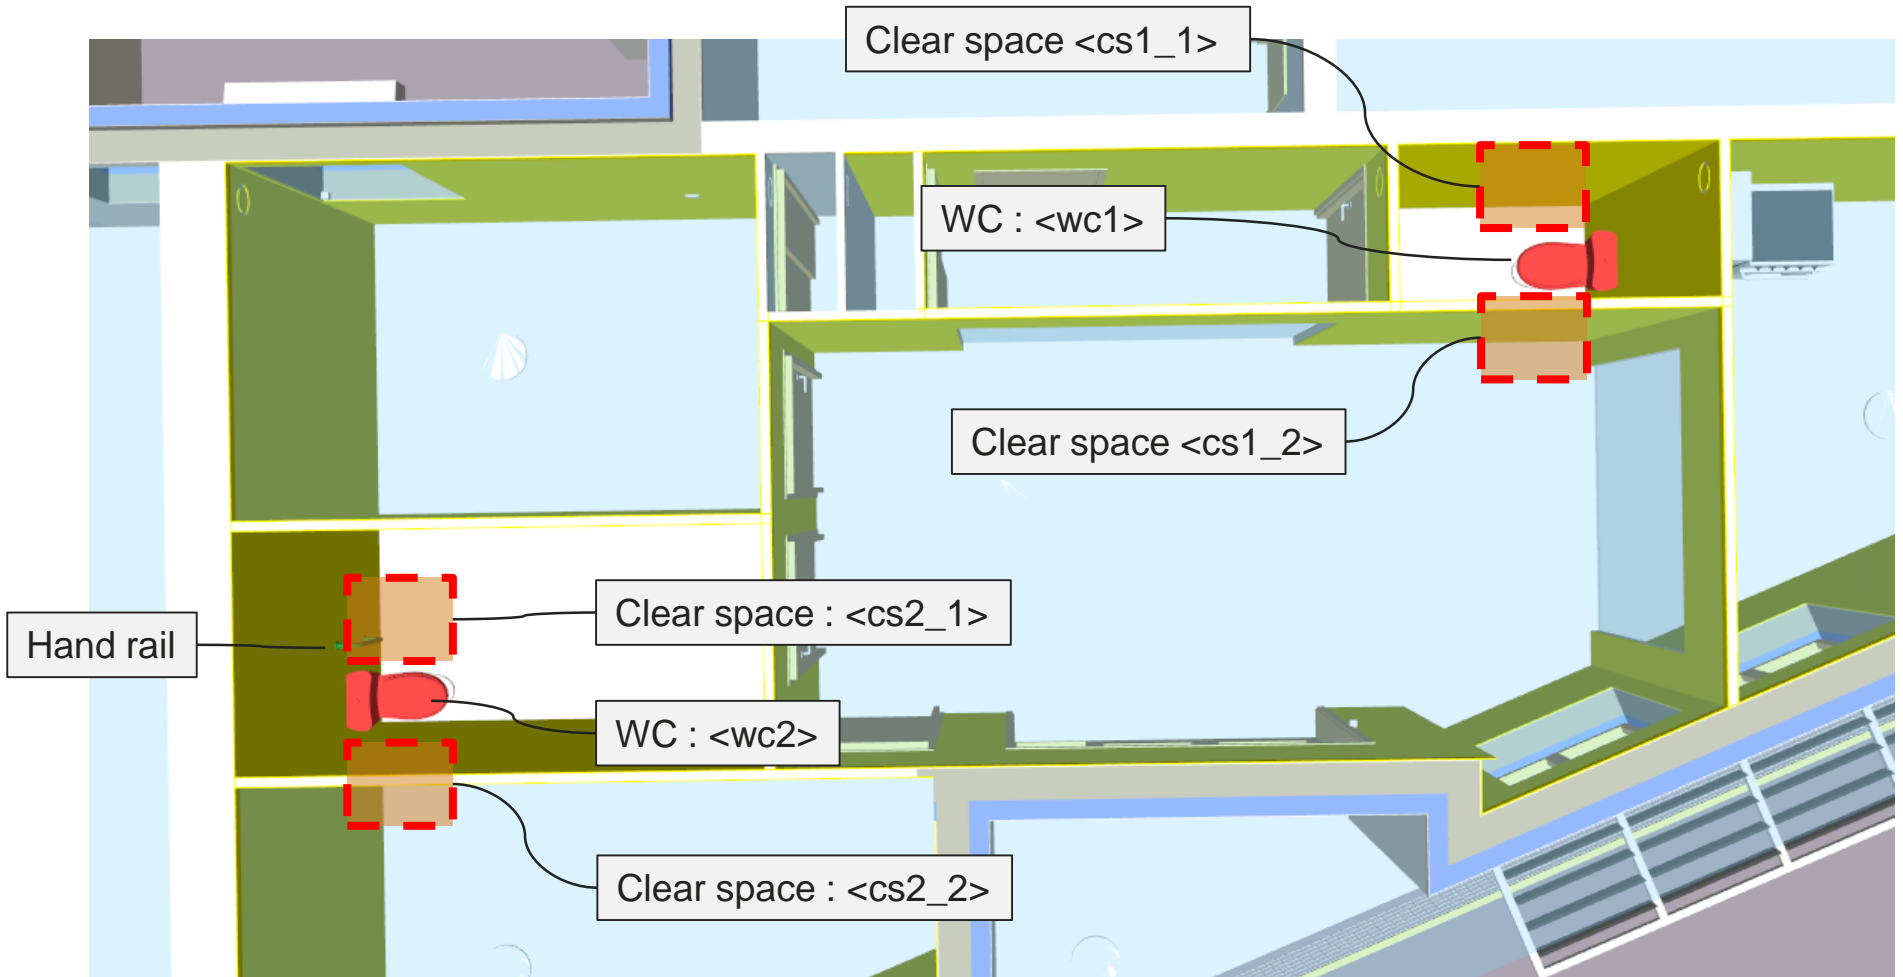 Clear space <cs1_1>
WC : <wc1>
Clear space <cs1_2>
Clear space : <cs2_1>
Hand rail
WC : <wc2>
Clear space : <cs2_2>